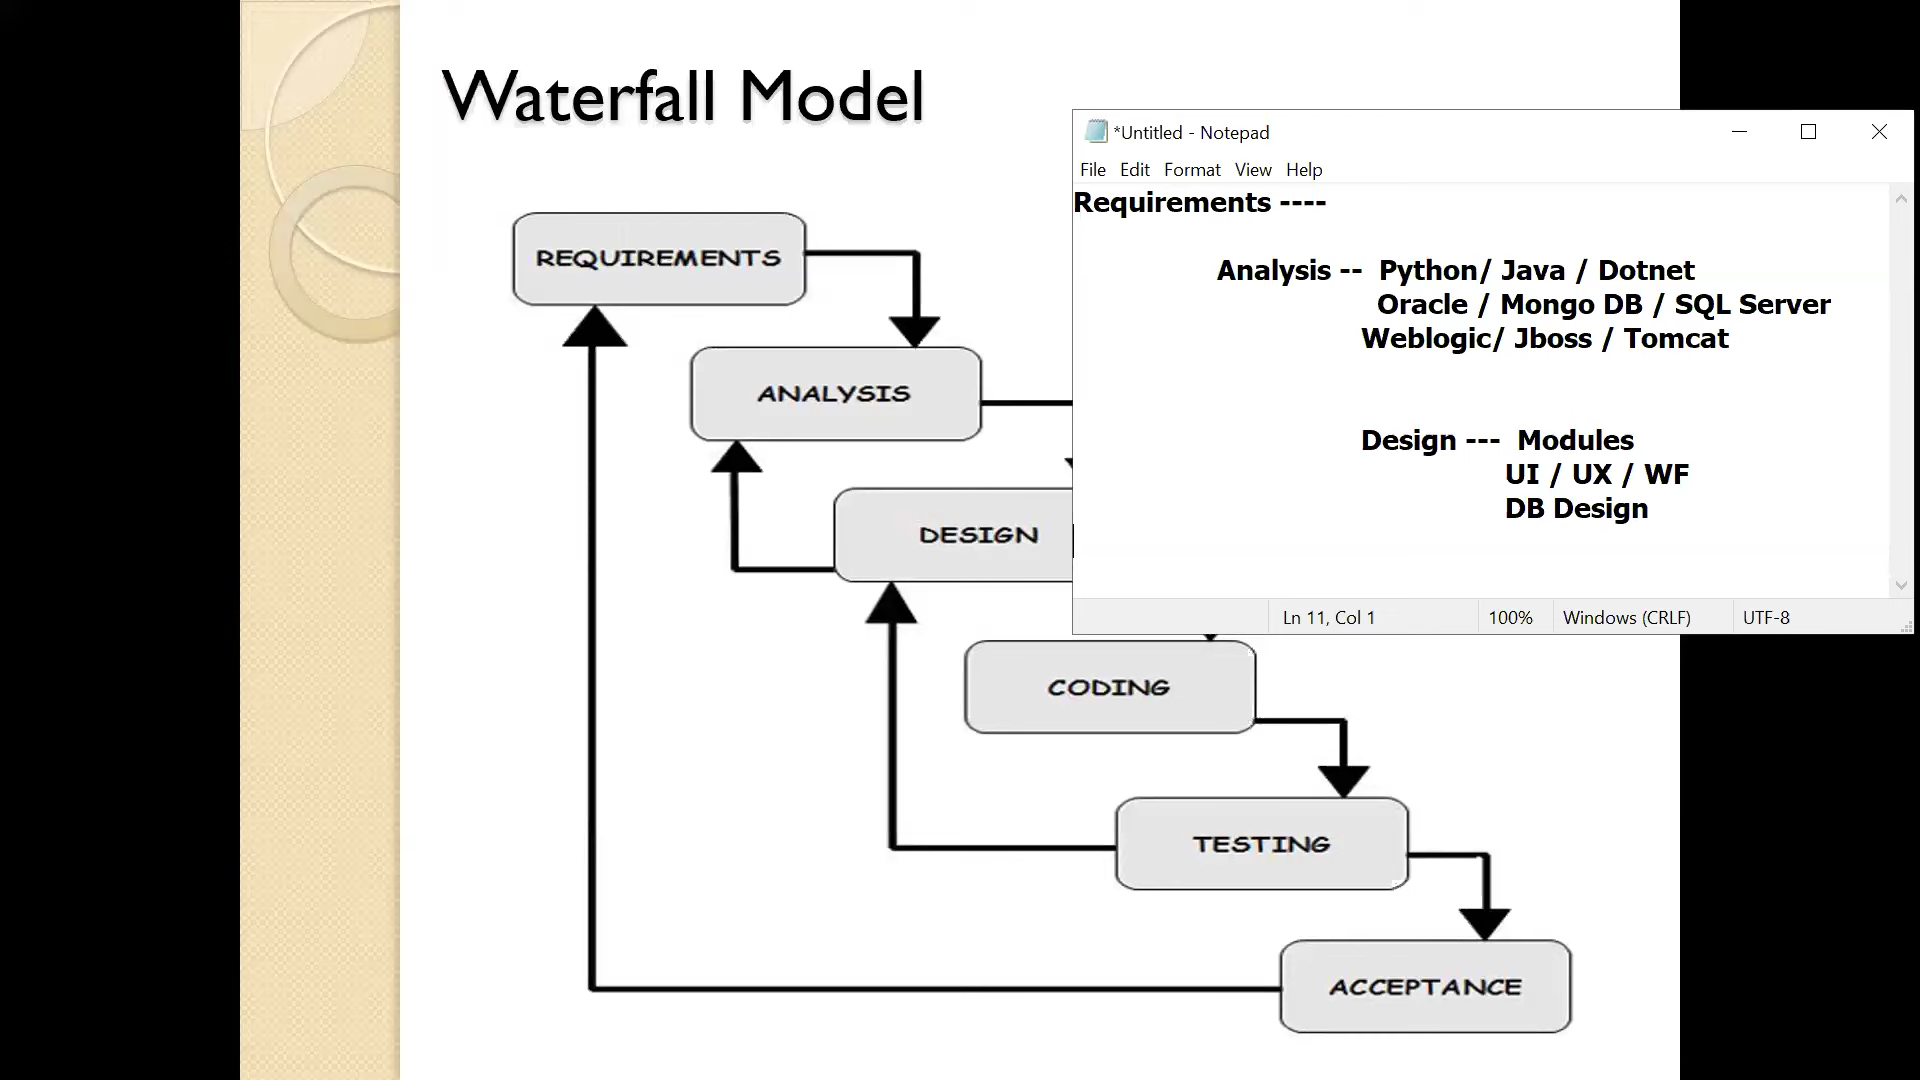 Waterfall Model
*Untitled - Notepad
File Edit Format View Help
Requirements ----
Analysis -- Python/ Java / Dotnet
Oracle / Mongo DB / SQL Server
Weblogic/ Jboss / Tomcat
Design --- Modules
UI / UX / WF
DB Design
Ln 11, Col 1 100% Windows (CRLF) UTF-8
REQUIREMENTS
ANALYSIS
DESIGN
CODING
TESTING
ACCEPTANCE